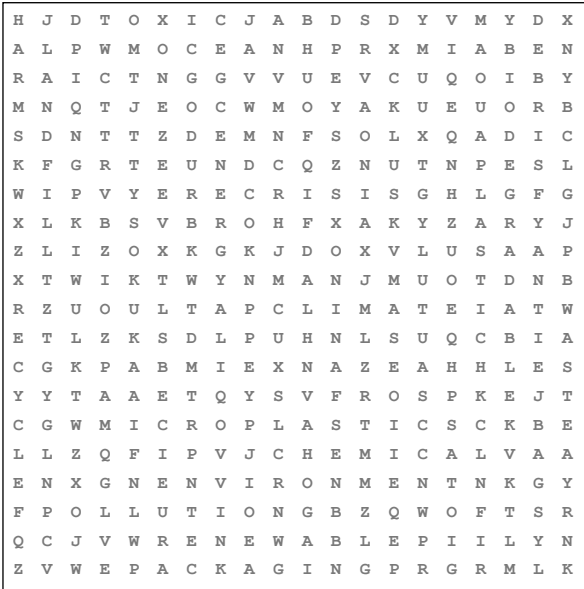 H J D T O X I C J A B D S D Y V M Y D X
A L P W M O C E A N H P R X M I A B E N
R A I C T N G G V V U E V C U Q O I B Y
M N Q T J E O C W M O Y A K U E U O R B
S D N T T Z D E M N F S O L X Q A D I C
K F G R T E U N D C Q Z N U T N P E S L
W I P V Y E R E C R I S I S G H L G F G
X L K B S V B R O H F X A K Y Z A R Y J
Z L I Z O X K G K J D O X V L U S A A P
X T W I K T W Y N M A N J M U O T D N B
R Z U O U L T A P C L I M A T E I A T W
E T L Z K S D L P U H N L S U Q C B I A
C G K P A B M I E X N A Z E A H H L E S
Y Y T A A E T Q Y S V F R O S P K E J T
C G W M I C R O P L A S T I C S C K B E
L L Z Q F I P V J C H E M I C A L V A A
E N X G N E N V I R O N M E N T N K G Y
F P O L L U T I O N G B Z Q W O F T S R
Q C J V W R E N E W A B L E P I I L Y N
Z V W E P A C K A G I N G P R G R M L K